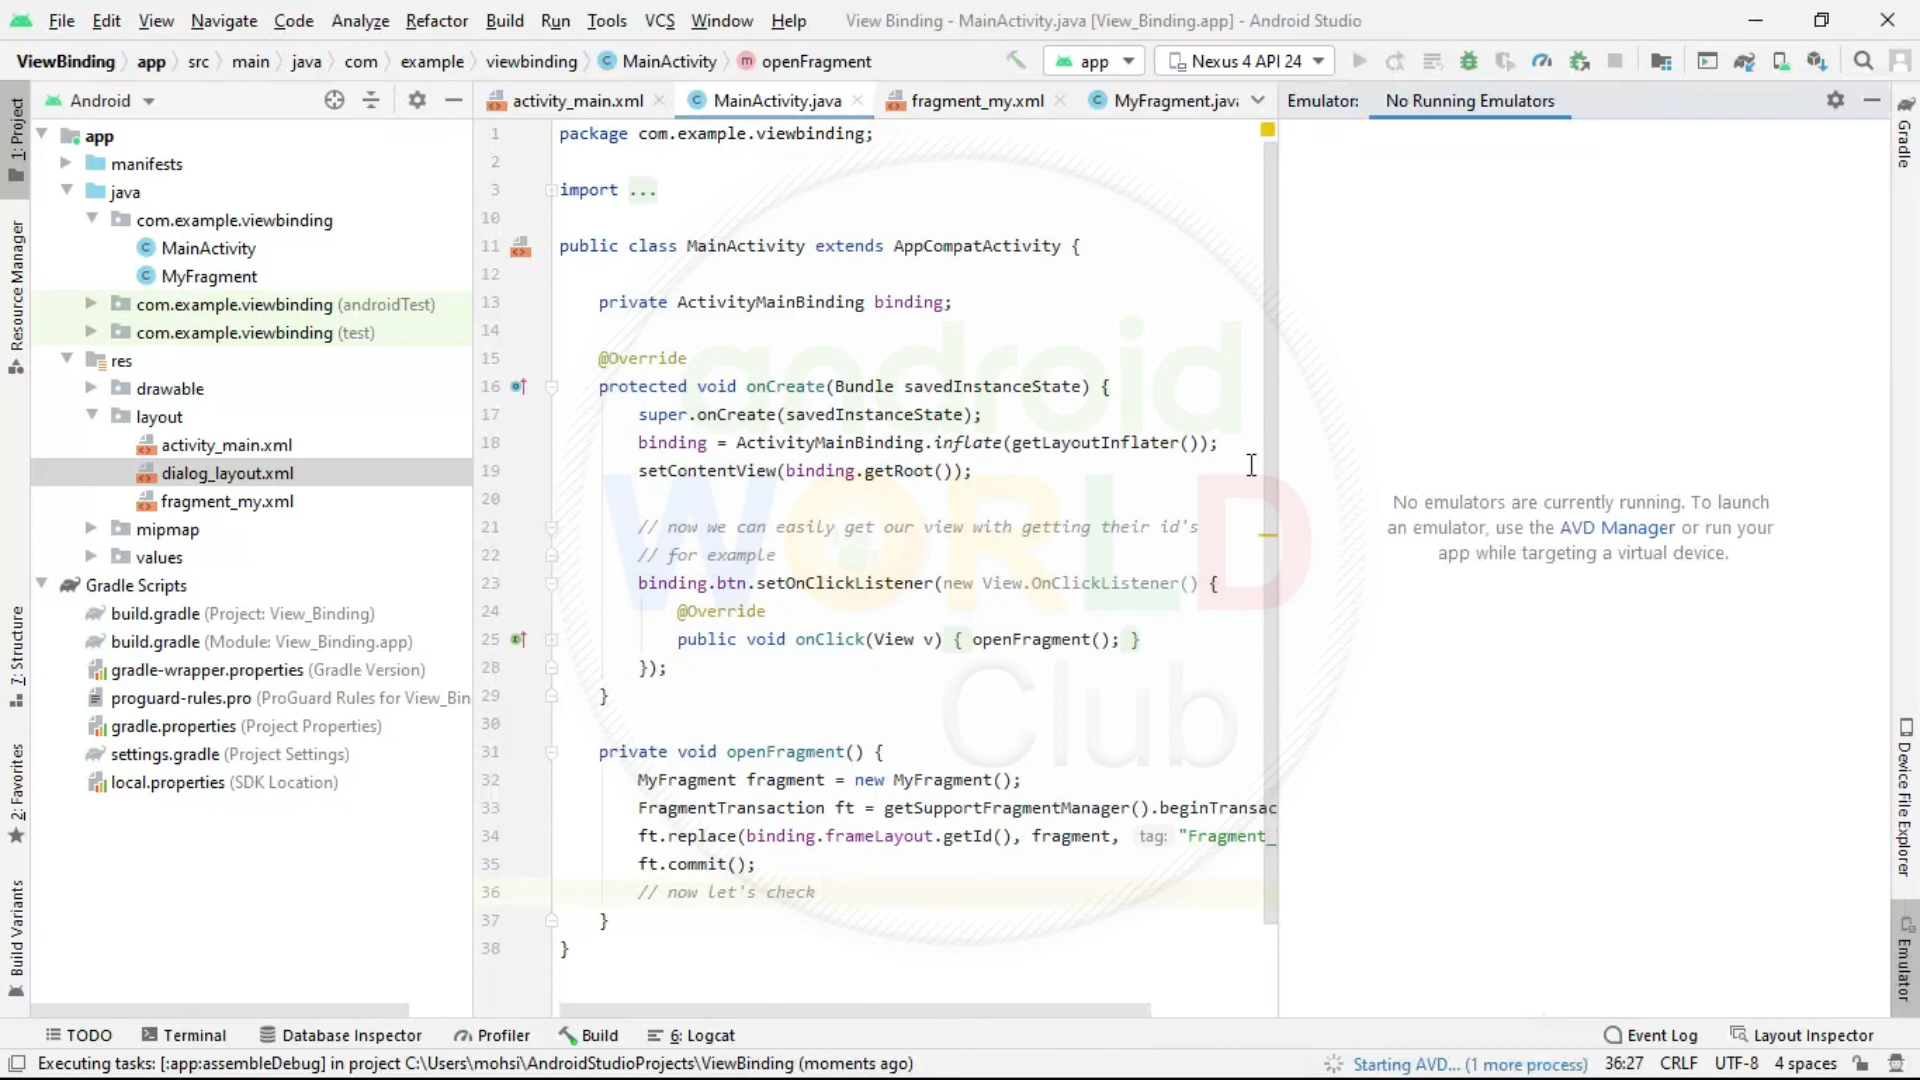 File Edit View Navigate Code Analyze Refactor Build Run Tools VCS Window Help View Binding - MainActivity.java [View_Binding.app] - Android Studio
ViewBinding app src main java com example viewbinding MainActivity openFragment app Nexus 4 API 24
Android activity_main.xml MainActivity.java fragment_my.xml MyFragment.java Emulator: No Running Emulators
1: Project
Resource Manager
7: Structure
2: Favorites
Build Variants
app
manifests
java
com.example.viewbinding
MainActivity
MyFragment
com.example.viewbinding (androidTest)
com.example.viewbinding (test)
res
drawable
layout
activity_main.xml
dialog_layout.xml
fragment_my.xml
mipmap
values
Gradle Scripts
build.gradle (Project: View_Binding)
build.gradle (Module: View_Binding.app)
gradle-wrapper.properties (Gradle Version)
proguard-rules.pro (ProGuard Rules for View_Bin
gradle.properties (Project Properties)
settings.gradle (Project Settings)
local.properties (SDK Location)
1 package com.example.viewbinding;
2
3 import ...
10
11 public class MainActivity extends AppCompatActivity {
12
13 private ActivityMainBinding binding;
14
15 @Override
16 protected void onCreate(Bundle savedInstanceState) {
17 super.onCreate(savedInstanceState);
18 binding = ActivityMainBinding.inflate(getLayoutInflater());
19 setContentView(binding.getRoot());
20
21 // now we can easily get our view with getting their id's
22 // for example
23 binding.btn.setOnClickListener(new View.OnClickListener() {
24 @Override
25 public void onClick(View v) { openFragment(); }
28 });
29 }
30
31 private void openFragment() {
32 MyFragment fragment = new MyFragment();
33 FragmentTransaction ft = getSupportFragmentManager().beginTransac
34 ft.replace(binding.frameLayout.getId(), fragment, tag: "Fragment_
35 ft.commit();
36 // now let's check
37 }
38 }
android
WORLD
Club
No emulators are currently running. To launch
an emulator, use the AVD Manager or run your
app while targeting a virtual device.
Gradle
Device File Explorer
Emulator
TODO Terminal Database Inspector Profiler Build 6: Logcat Event Log Layout Inspector
Executing tasks: [:app:assembleDebug] in project C:\Users\mohsi\AndroidStudioProjects\ViewBinding (moments ago) Starting AVD... (1 more process) 36:27 CRLF UTF-8 4 spaces